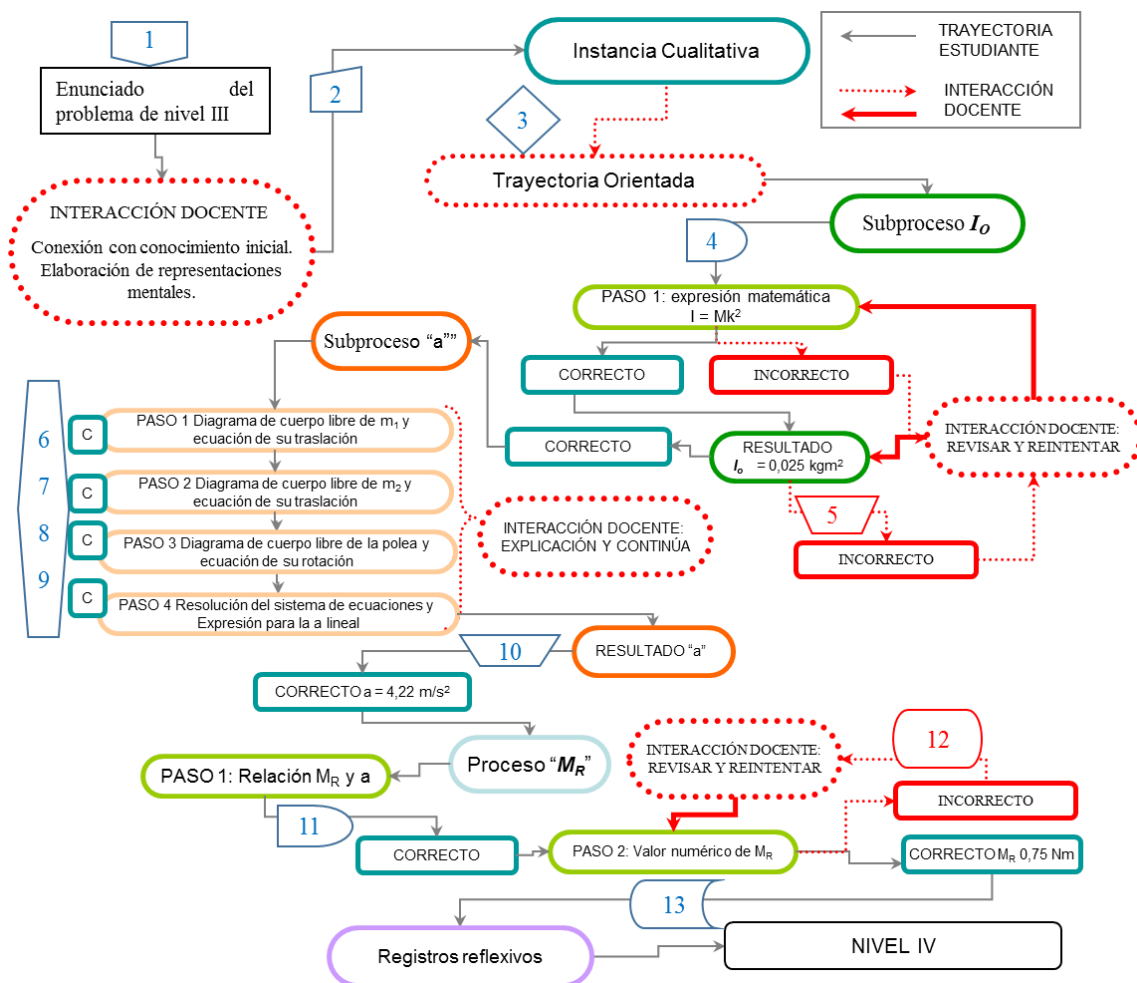 1
Enunciado del
problema de nivel III
2
Instancia Cualitativa
TRAYECTORIA
ESTUDIANTE
INTERACCIÓN
DOCENTE
3
Trayectoria Orientada
INTERACCIÓN DOCENTE
Conexión con conocimiento inicial.
Elaboración de representaciones
mentales.
Subproceso I_O
4
PASO 1: expresión matemática
I = Mk²
Subproceso "a""
CORRECTO
INCORRECTO
INTERACCIÓN DOCENTE:
REVISAR Y REINTENTAR
CORRECTO
RESULTADO
I_o = 0,025 kgm²
5
INCORRECTO
6
7
8
9
C
PASO 1 Diagrama de cuerpo libre de m₁ y
ecuación de su traslación
C
PASO 2 Diagrama de cuerpo libre de m₂ y
ecuación de su traslación
C
PASO 3 Diagrama de cuerpo libre de la polea y
ecuación de su rotación
C
PASO 4 Resolución del sistema de ecuaciones y
Expresión para la a lineal
INTERACCIÓN DOCENTE:
EXPLICACIÓN Y CONTINÚA
10
RESULTADO "a"
CORRECTO a = 4,22 m/s²
Proceso "M_R"
PASO 1: Relación M_R y a
11
CORRECTO
INTERACCIÓN DOCENTE:
REVISAR Y REINTENTAR
12
INCORRECTO
PASO 2: Valor numérico de M_R
CORRECTO M_R 0,75 Nm
13
Registros reflexivos
NIVEL IV